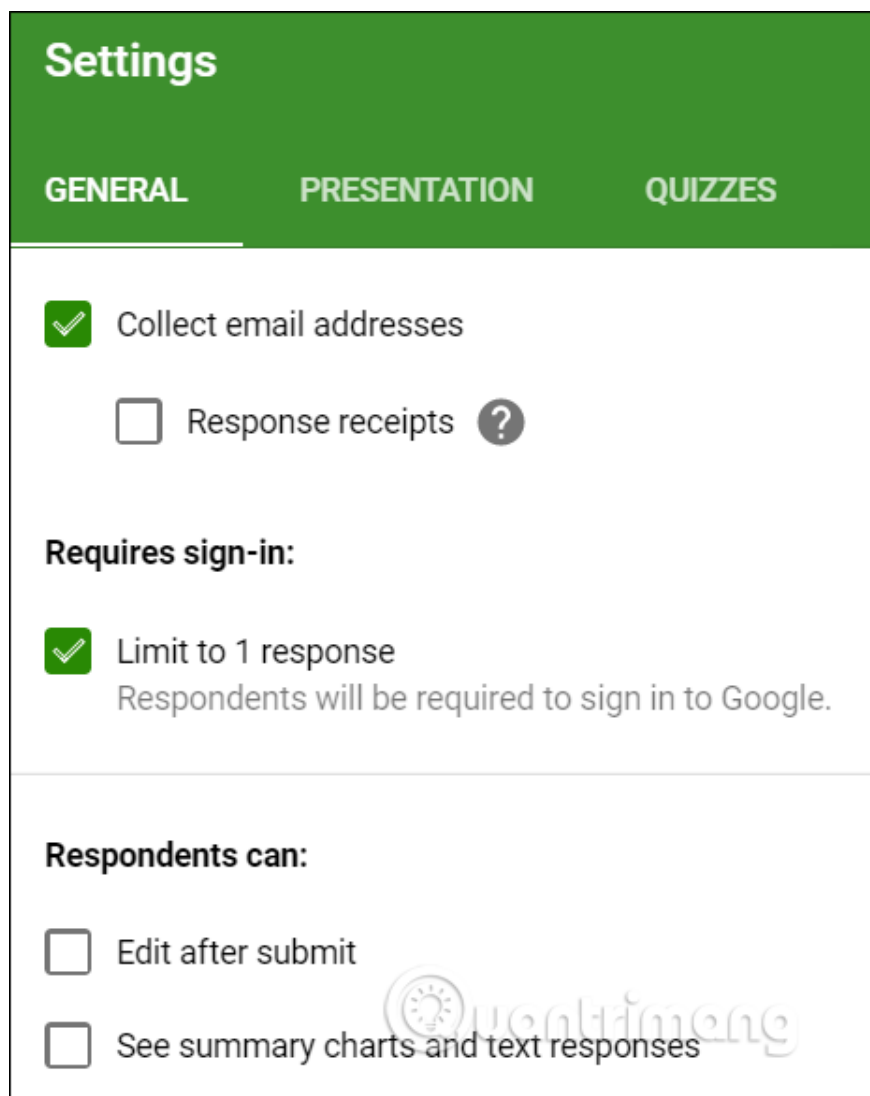 Settings
GENERAL PRESENTATION QUIZZES
Collect email addresses
Response receipts ?
Requires sign-in:
Limit to 1 response
Respondents will be required to sign in to Google.
Respondents can:
Edit after submit
Quantrimang
See summary charts and text responses